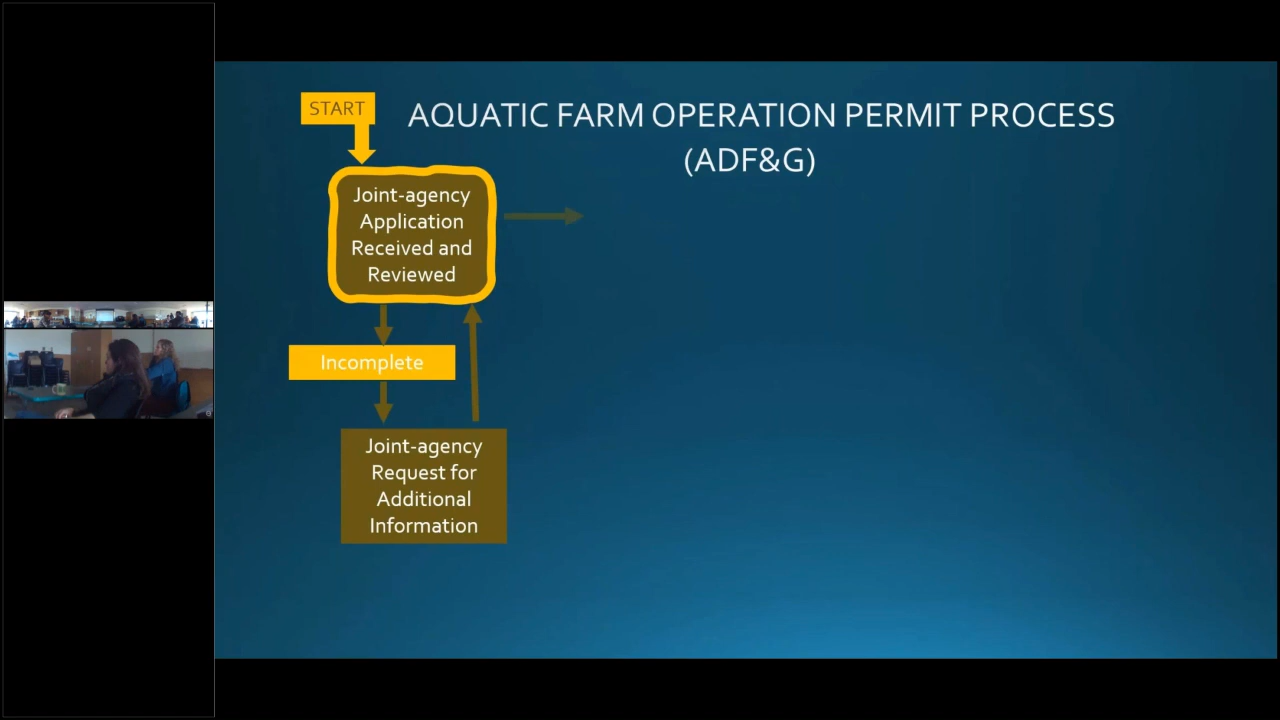 START
AQUATIC FARM OPERATION PERMIT PROCESS
(ADF&G)
Joint-agency
Application
Received and
Reviewed
Incomplete
Joint-agency
Request for
Additional
Information